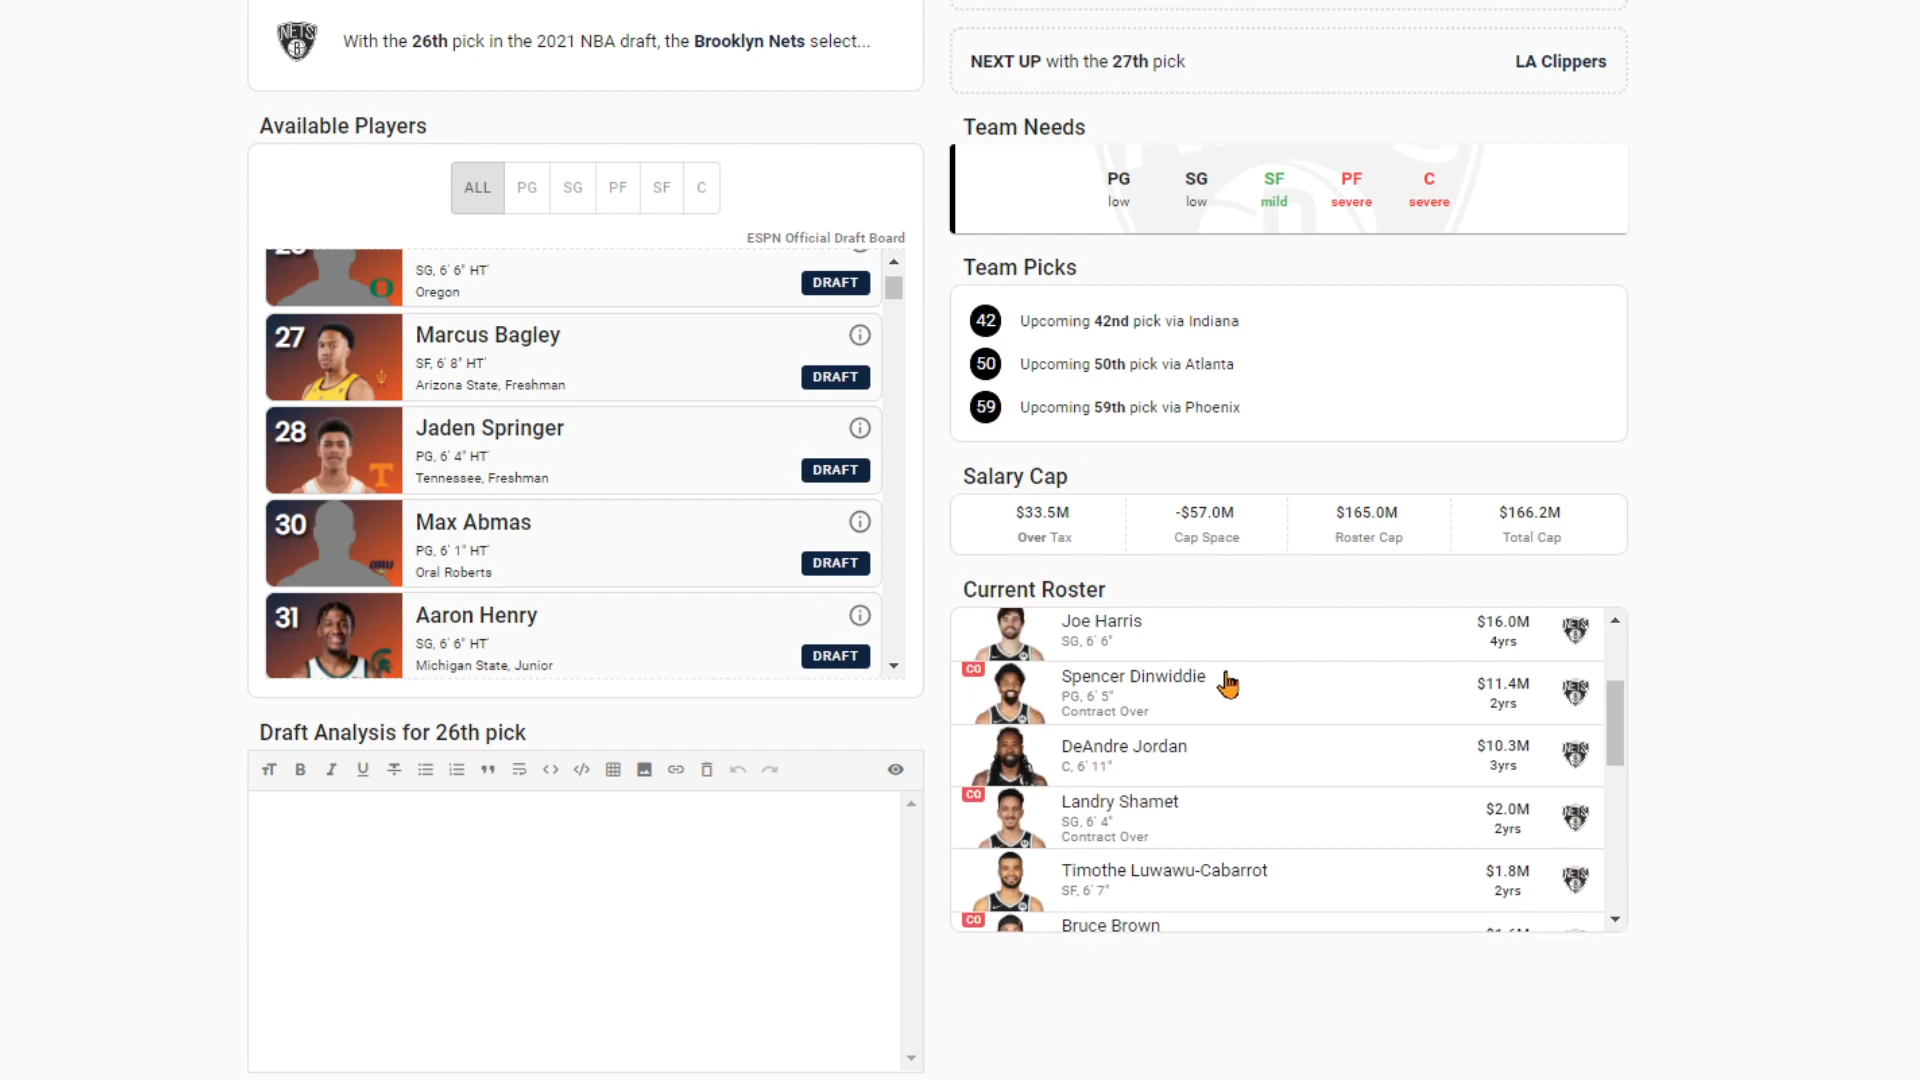 With the 26th pick in the 2021 NBA draft, the Brooklyn Nets select...
NEXT UP with the 27th pick
LA Clippers
Available Players
ALL PG SG PF SF C
ESPN Official Draft Board
SG, 6' 6" HT'
Oregon
DRAFT
27
Marcus Bagley
SF, 6' 8" HT'
Arizona State, Freshman
DRAFT
28
Jaden Springer
PG, 6' 4" HT'
Tennessee, Freshman
DRAFT
30
Max Abmas
PG, 6' 1" HT'
Oral Roberts
DRAFT
31
Aaron Henry
SG, 6' 6" HT'
Michigan State, Junior
DRAFT
Draft Analysis for 26th pick
Team Needs
PG SG SF PF C
low low mild severe severe
Team Picks
42 Upcoming 42nd pick via Indiana
50 Upcoming 50th pick via Atlanta
59 Upcoming 59th pick via Phoenix
Salary Cap
$33.5M -$57.0M $165.0M $166.2M
Over Tax Cap Space Roster Cap Total Cap
Current Roster
Joe Harris
SG, 6' 6"
$16.0M
4yrs
CO
Spencer Dinwiddie
PG, 6' 5"
Contract Over
$11.4M
2yrs
DeAndre Jordan
C, 6' 11"
$10.3M
3yrs
CO
Landry Shamet
SG, 6' 4"
Contract Over
$2.0M
2yrs
Timothe Luwawu-Cabarrot
SF, 6' 7"
$1.8M
2yrs
CO
Bruce Brown